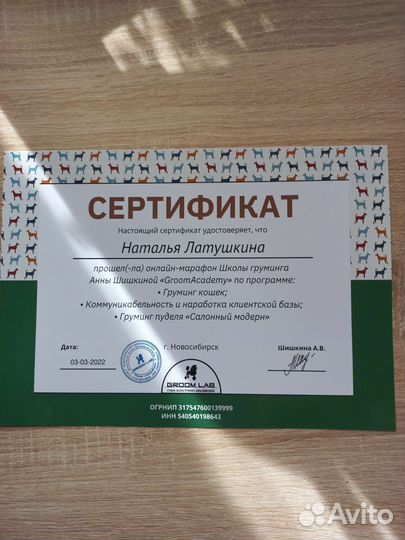 СЕРТИФИКАТ
Настоящий сертификат удостоверяет, что
Наталья Латушкина
прошел(-ла) онлайн-марафон Школы груминга
Анны Шишкиной «GroomAcadety» по программе:
• Груминг кошек;
• Коммуникабельность и наработка клиентской базы;
• Груминг пуделя «Салонный модерн»
Дата: г. Новосибирск Шишкина А.В.
03-03-2022
GROOM LAB
ОГРНИП 317547600139999
ИНН 540540198643
Avito